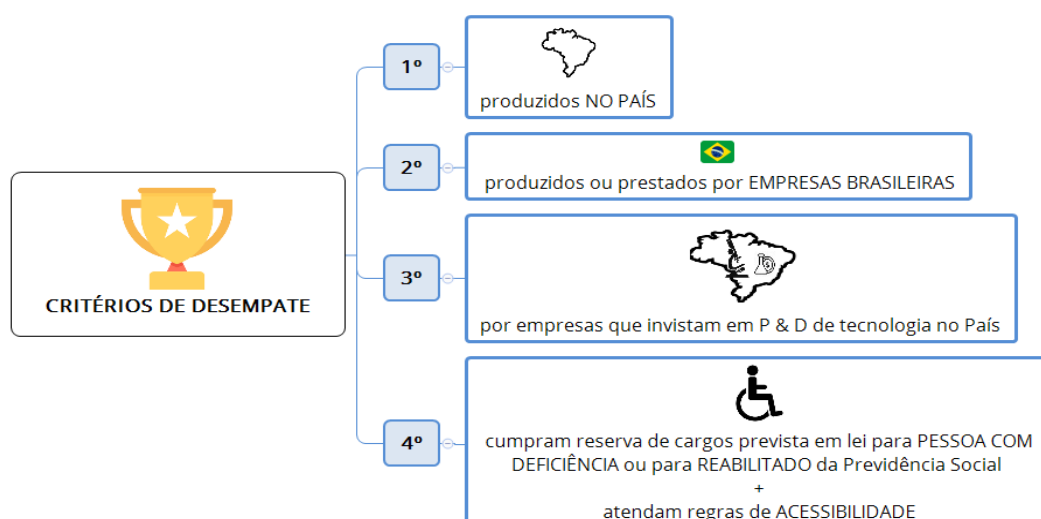 1º
produzidos NO PAÍS
2º
produzidos ou prestados por EMPRESAS BRASILEIRAS
CRITÉRIOS DE DESEMPATE
3º
por empresas que invistam em P & D de tecnologia no País
4º
cumpram reserva de cargos prevista em lei para PESSOA COM
DEFICIÊNCIA ou para REABILITADO da Previdência Social
+
atendam regras de ACESSIBILIDADE